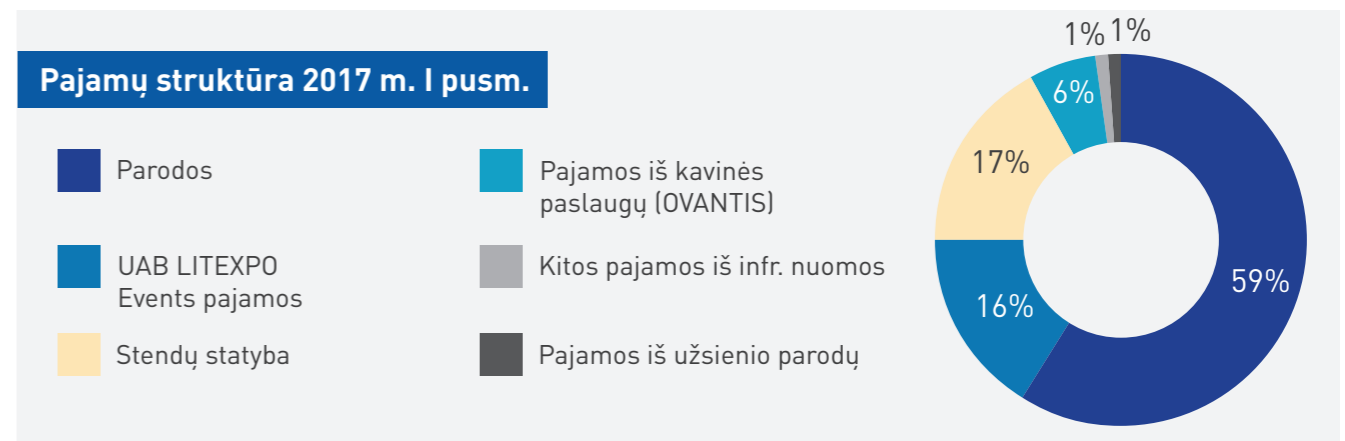 Pajamų struktūra 2017 m. I pusm.
Parodos
UAB LITEXPO
Events pajamos
Stendų statyba
Pajamos iš kavinės
paslaugų (OVANTIS)
Kitos pajamos iš infr. nuomos
Pajamos iš užsienio parodų
1% 1%
6%
17%
16%
59%